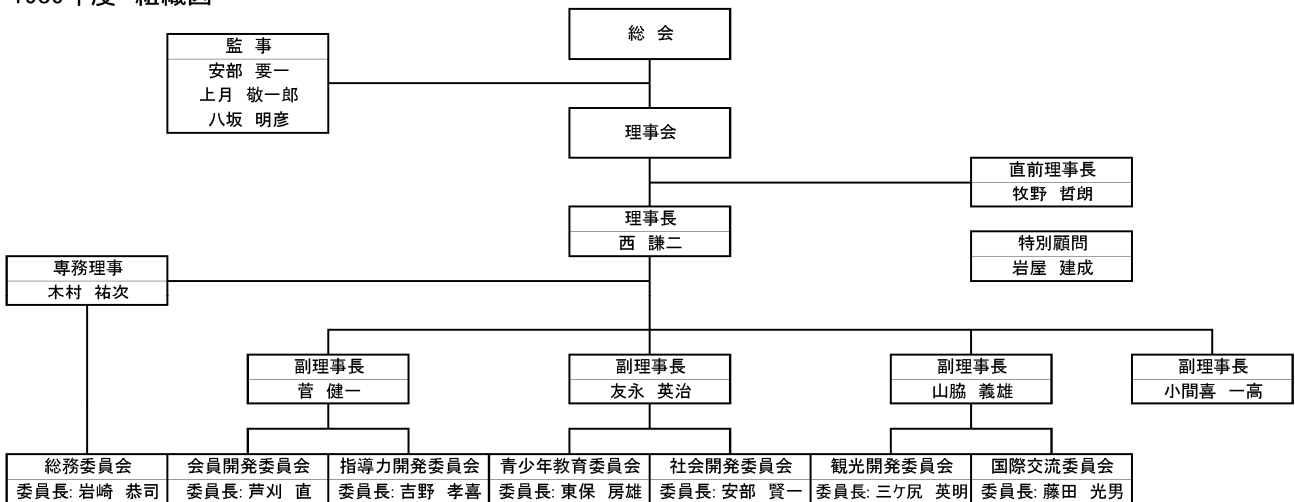 総 会
監 事
安部 要一
上月 敬一郎
八坂 明彦
理事会
直前理事長
牧野 哲朗
理事長
西 謙二
特別顧問
岩屋 建成
専務理事
木村 祐次
副理事長
菅 健一
副理事長
友永 英治
副理事長
山脇 義雄
副理事長
小間喜 一高
総務委員会
委員長: 岩崎 恭司
会員開発委員会
委員長: 芦刈 直
指導力開発委員会
委員長: 吉野 孝喜
青少年教育委員会
委員長: 東保 房雄
社会開発委員会
委員長: 安部 賢一
観光開発委員会
委員長: 三ケ尻 英明
国際交流委員会
委員長: 藤田 光男